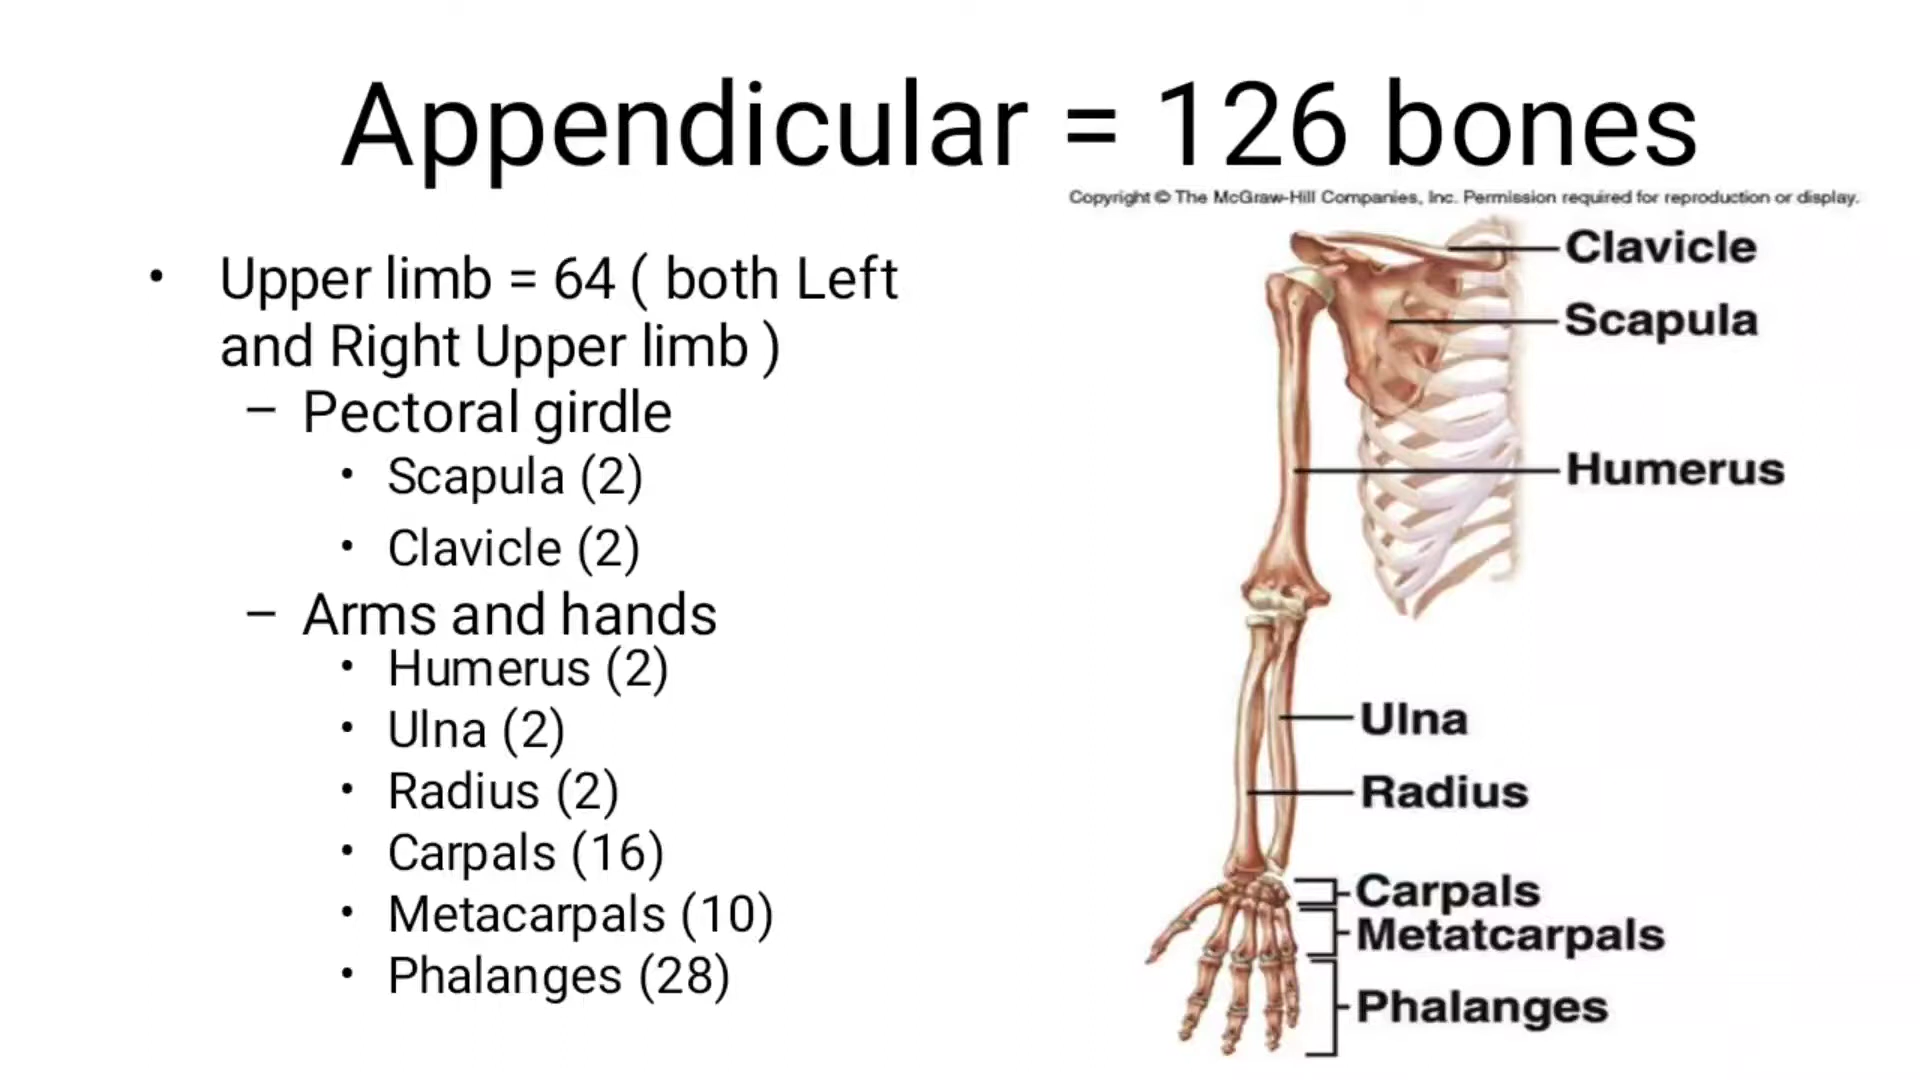 Appendicular = 126 bones
Copyright © The McGraw-Hill Companies, Inc. Permission required for reproduction or display.
• Upper limb = 64 ( both Left
and Right Upper limb )
– Pectoral girdle
• Scapula (2)
• Clavicle (2)
– Arms and hands
• Humerus (2)
• Ulna (2)
• Radius (2)
• Carpals (16)
• Metacarpals (10)
• Phalanges (28)
Clavicle
Scapula
Humerus
Ulna
Radius
Carpals
Metatcarpals
Phalanges